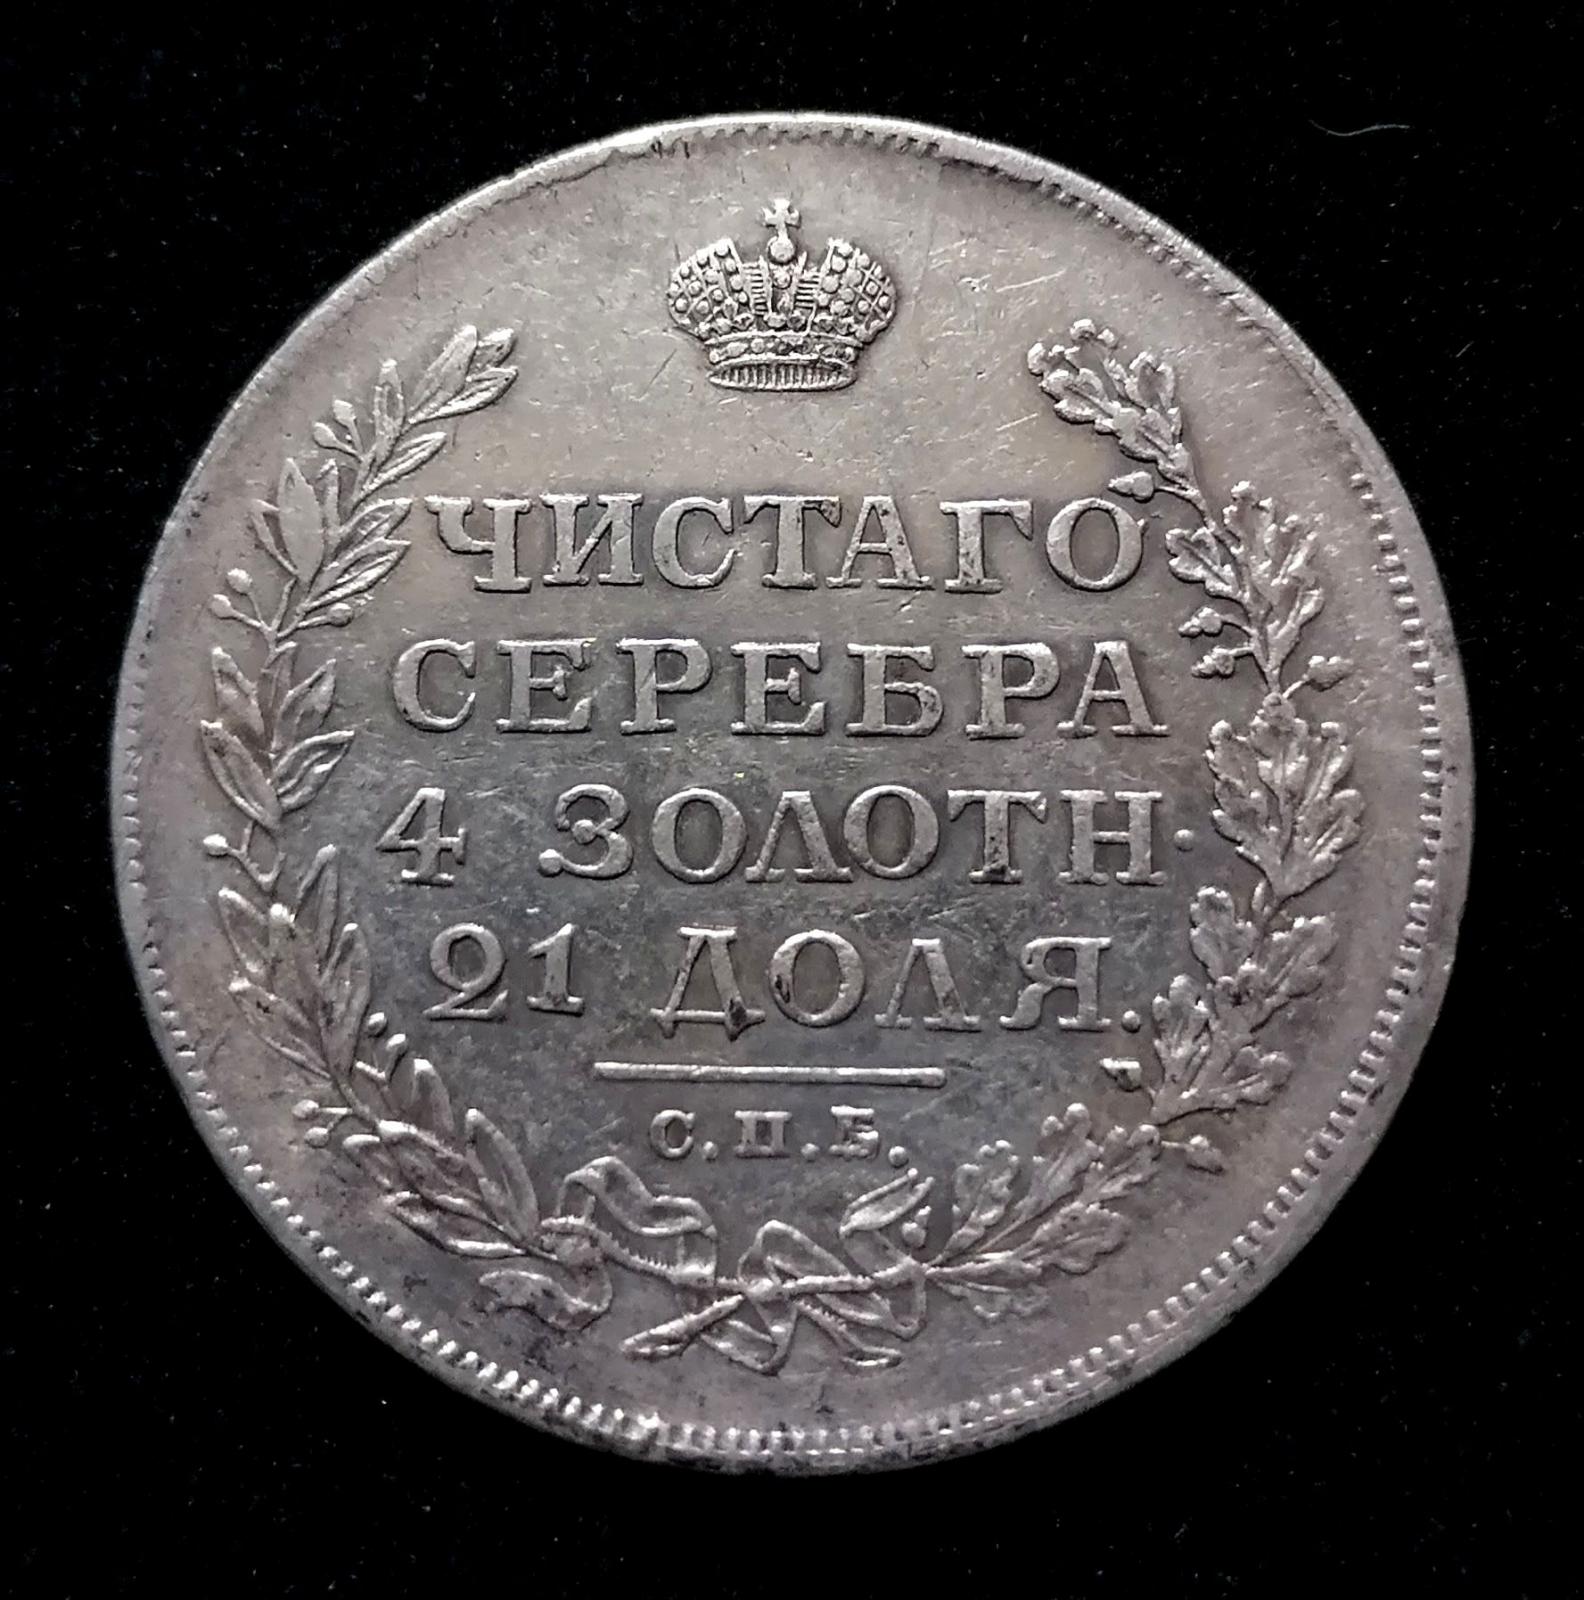 ЧИСТАГО
СЕРЕБРА
4 ЗОЛОТН.
21 ДОЛЯ.
С.П.Б.